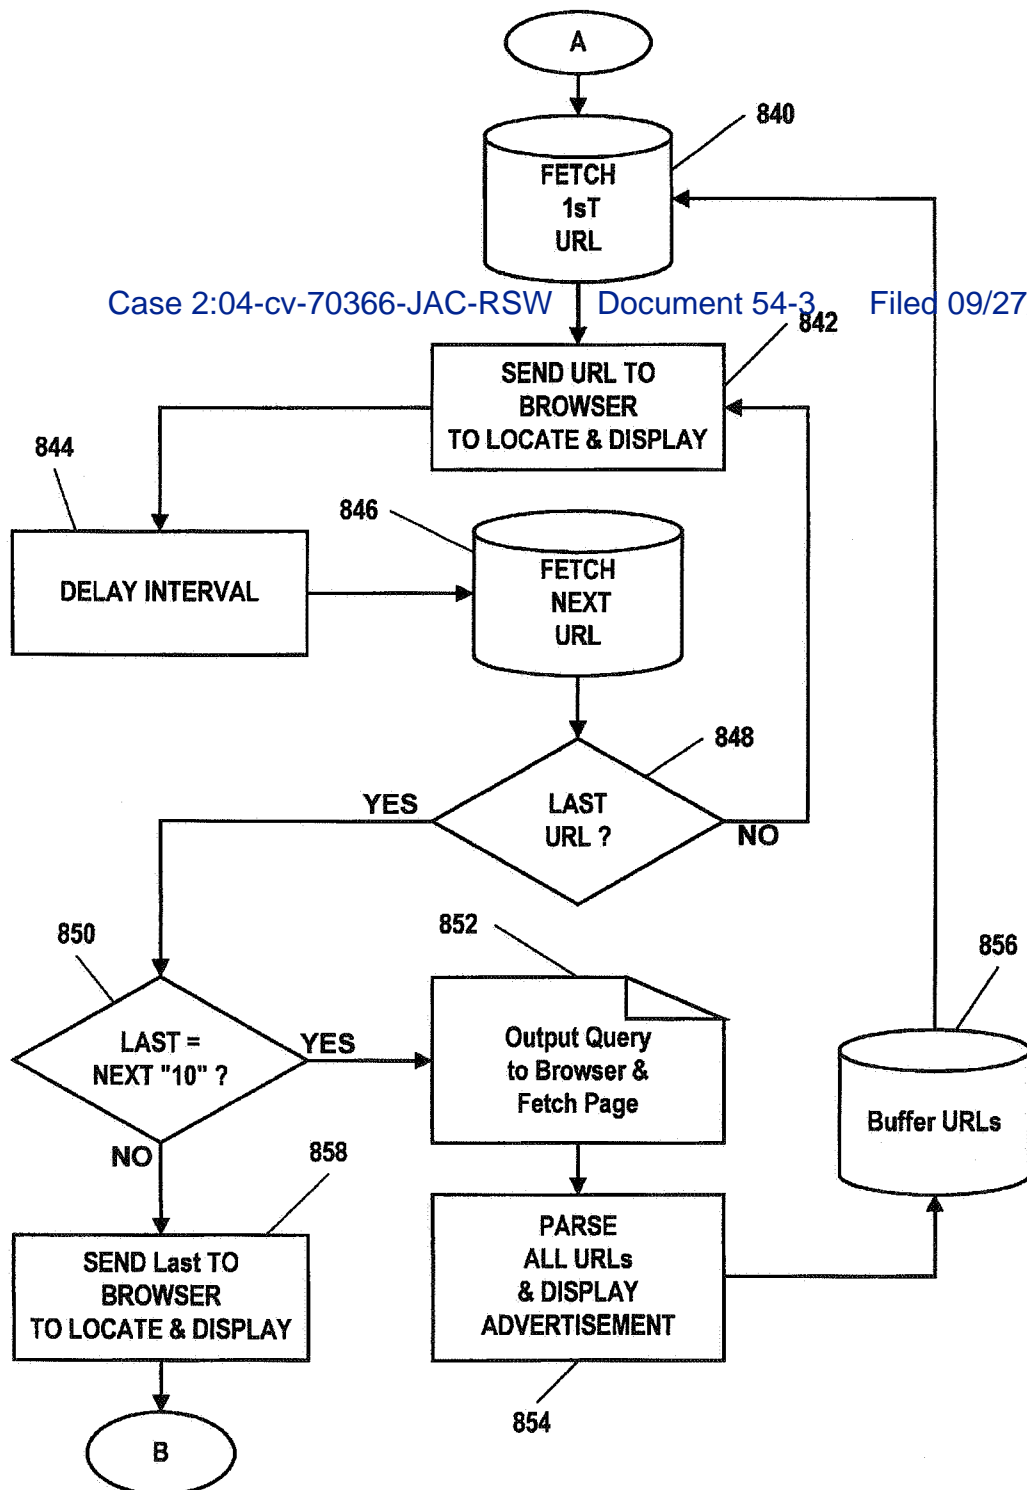 A
840
FETCH
1sT
URL
Case 2:04-cv-70366-JAC-RSW Document 54-3 Filed 09/27
842
SEND URL TO
BROWSER
TO LOCATE & DISPLAY
844
846
DELAY INTERVAL
FETCH
NEXT
URL
848
YES
LAST
URL ?
NO
850
852
856
LAST =
NEXT "10" ?
YES
Output Query
to Browser &
Fetch Page
Buffer URLs
NO
858
SEND Last TO
BROWSER
TO LOCATE & DISPLAY
PARSE
ALL URLs
& DISPLAY
ADVERTISEMENT
854
B